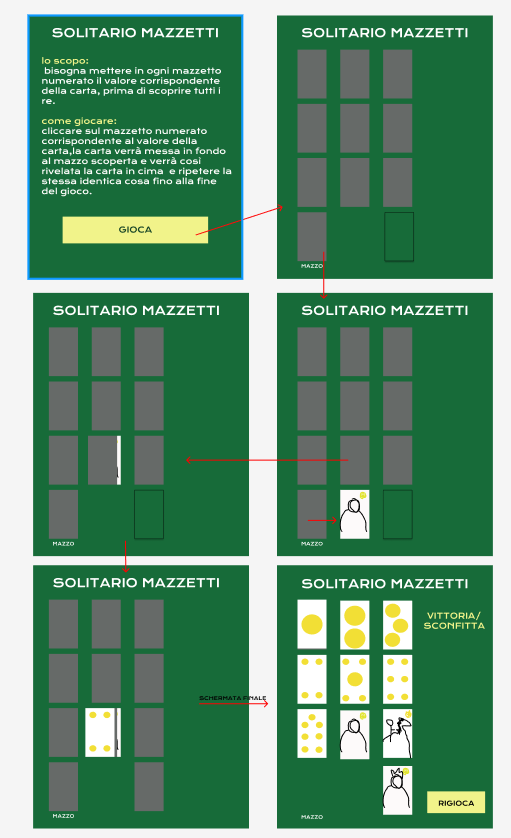 SOLITARIO MAZZETTI
lo scopo:
bisogna mettere in ogni mazzetto
numerato il valore corrispondente
della carta, prima di scoprire tutti i
re.
come giocare:
cliccare sul mazzetto numerato
corrispondente al valore della
carta,la carta verrà messa in fondo
al mazzo scoperta e verrà cosi
rivelata la carta in cima e ripetere la
stessa identica cosa fino alla fine
del gioco.
GIOCA
SOLITARIO MAZZETTI
MAZZO
SOLITARIO MAZZETTI
MAZZO
SOLITARIO MAZZETTI
MAZZO
SOLITARIO MAZZETTI
MAZZO
SCHERMATA FINALE
SOLITARIO MAZZETTI
VITTORIA/
SCONFITTA
RIGIOCA
MAZZO